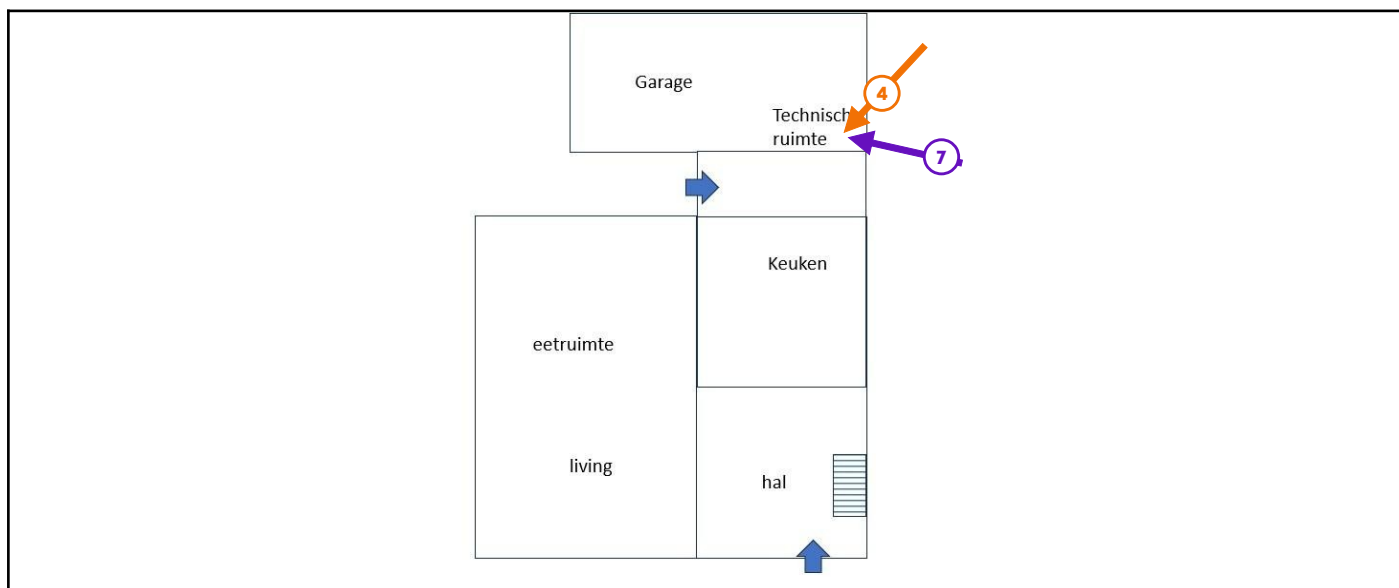 Garage
4
Technisch
ruimte
7
Keuken
eetruimte
living
hal